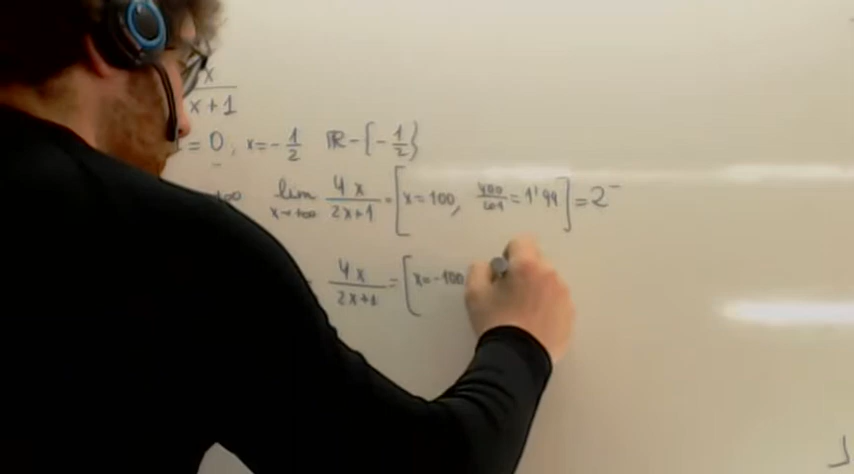 x
x+1
= 0, x = - 1/2 ℝ - {- 1/2}
lim x→+∞ 4x/2x+1 = [x = 100, 400/201 = 1'99] = 2⁻
4x/2x+1 = [x = -100